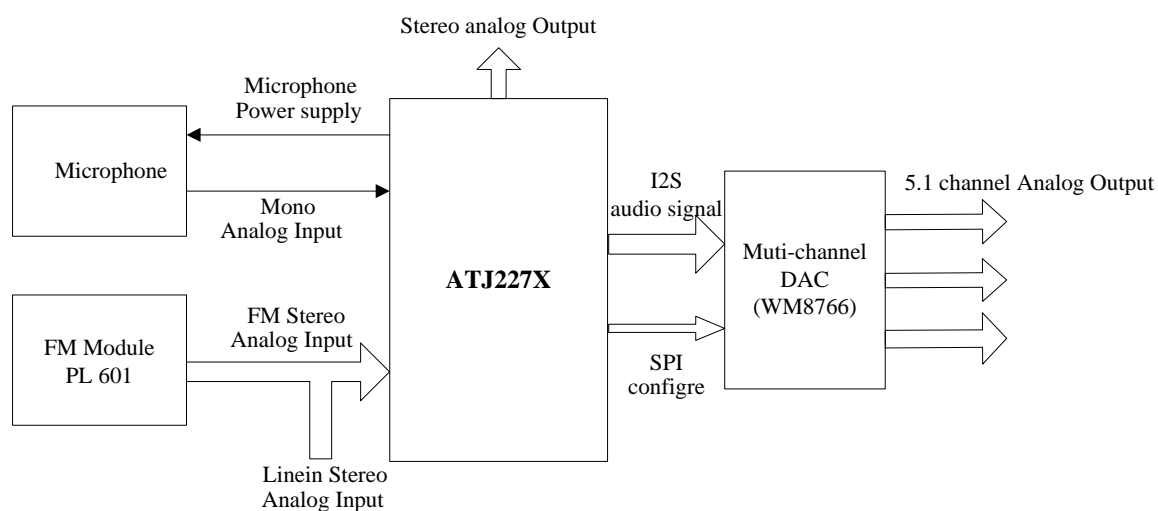 Stereo analog Output
Microphone
Power supply
Microphone
Mono
Analog Input
ATJ227X
I2S
audio signal
5.1 channel Analog Output
Muti-channel
DAC
(WM8766)
FM Stereo
Analog Input
FM Module
PL 601
SPI
configre
Linein Stereo
Analog Input